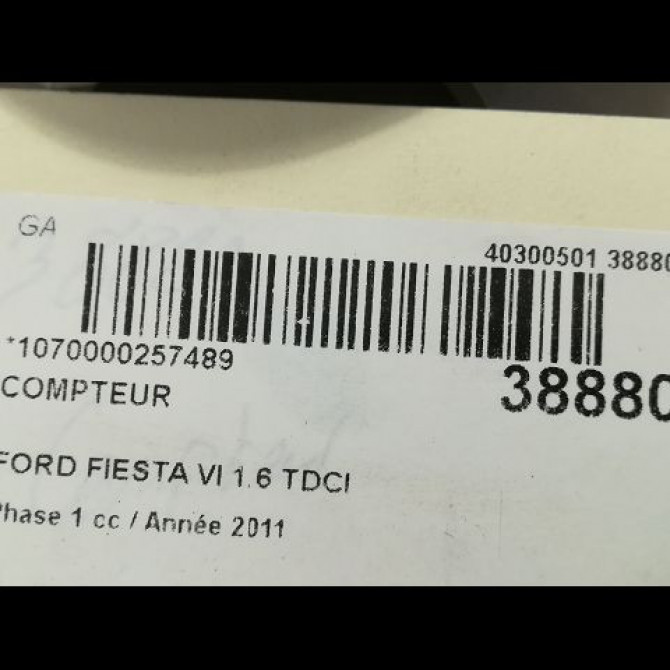 GA
40300501 38880
*1070000257489
38880
COMPTEUR
FORD FIESTA VI 1.6 TDCI
Phase 1 cc / Année 2011